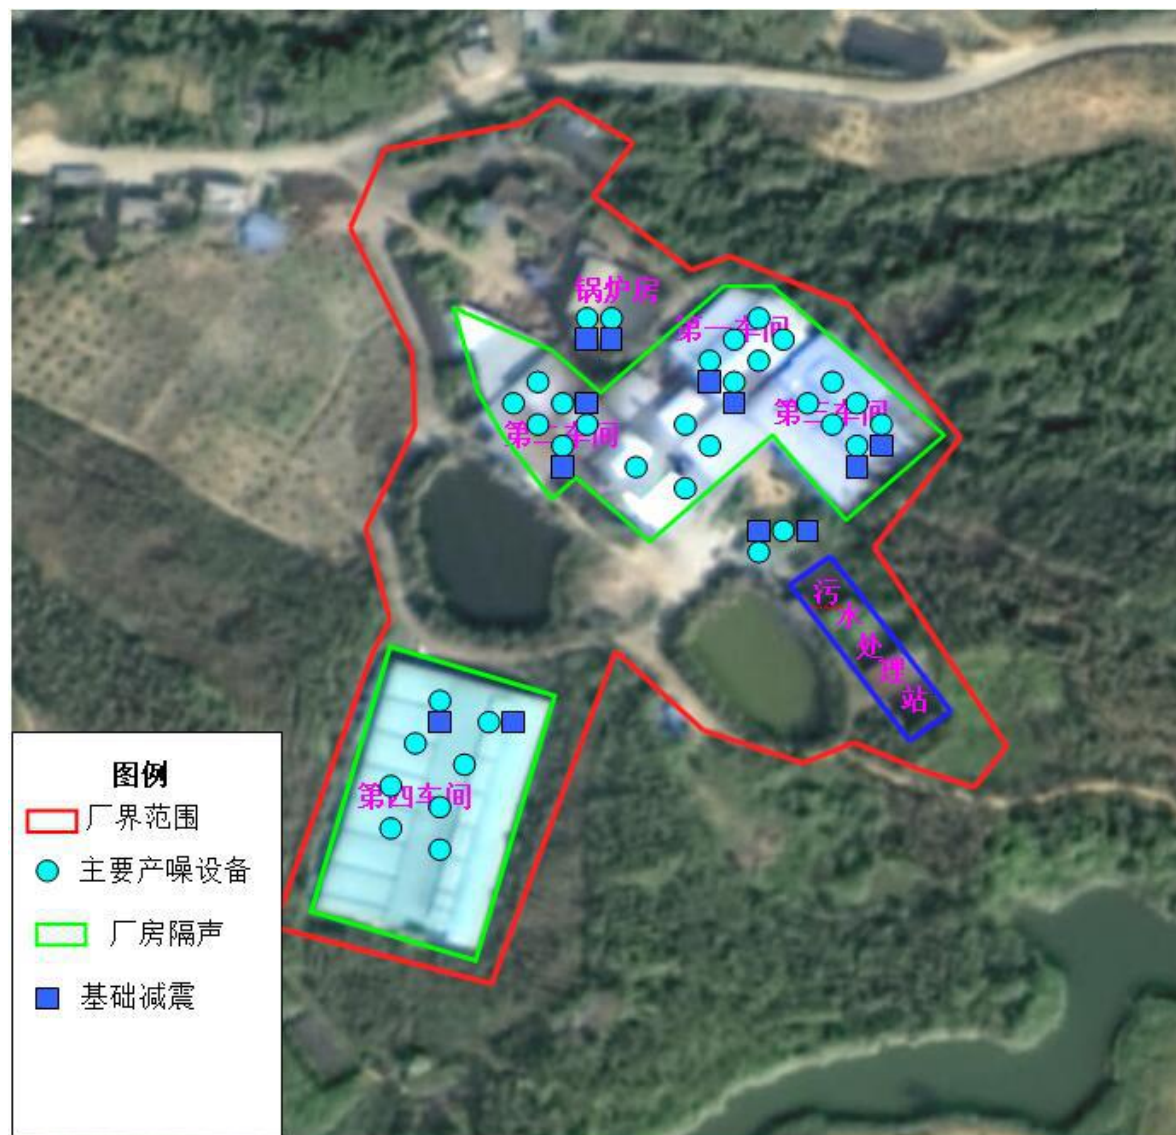 锅炉房
第一车间
第三车间
第二车间
污水处理站
第四车间
图例
厂界范围
主要产噪设备
厂房隔声
基础减震